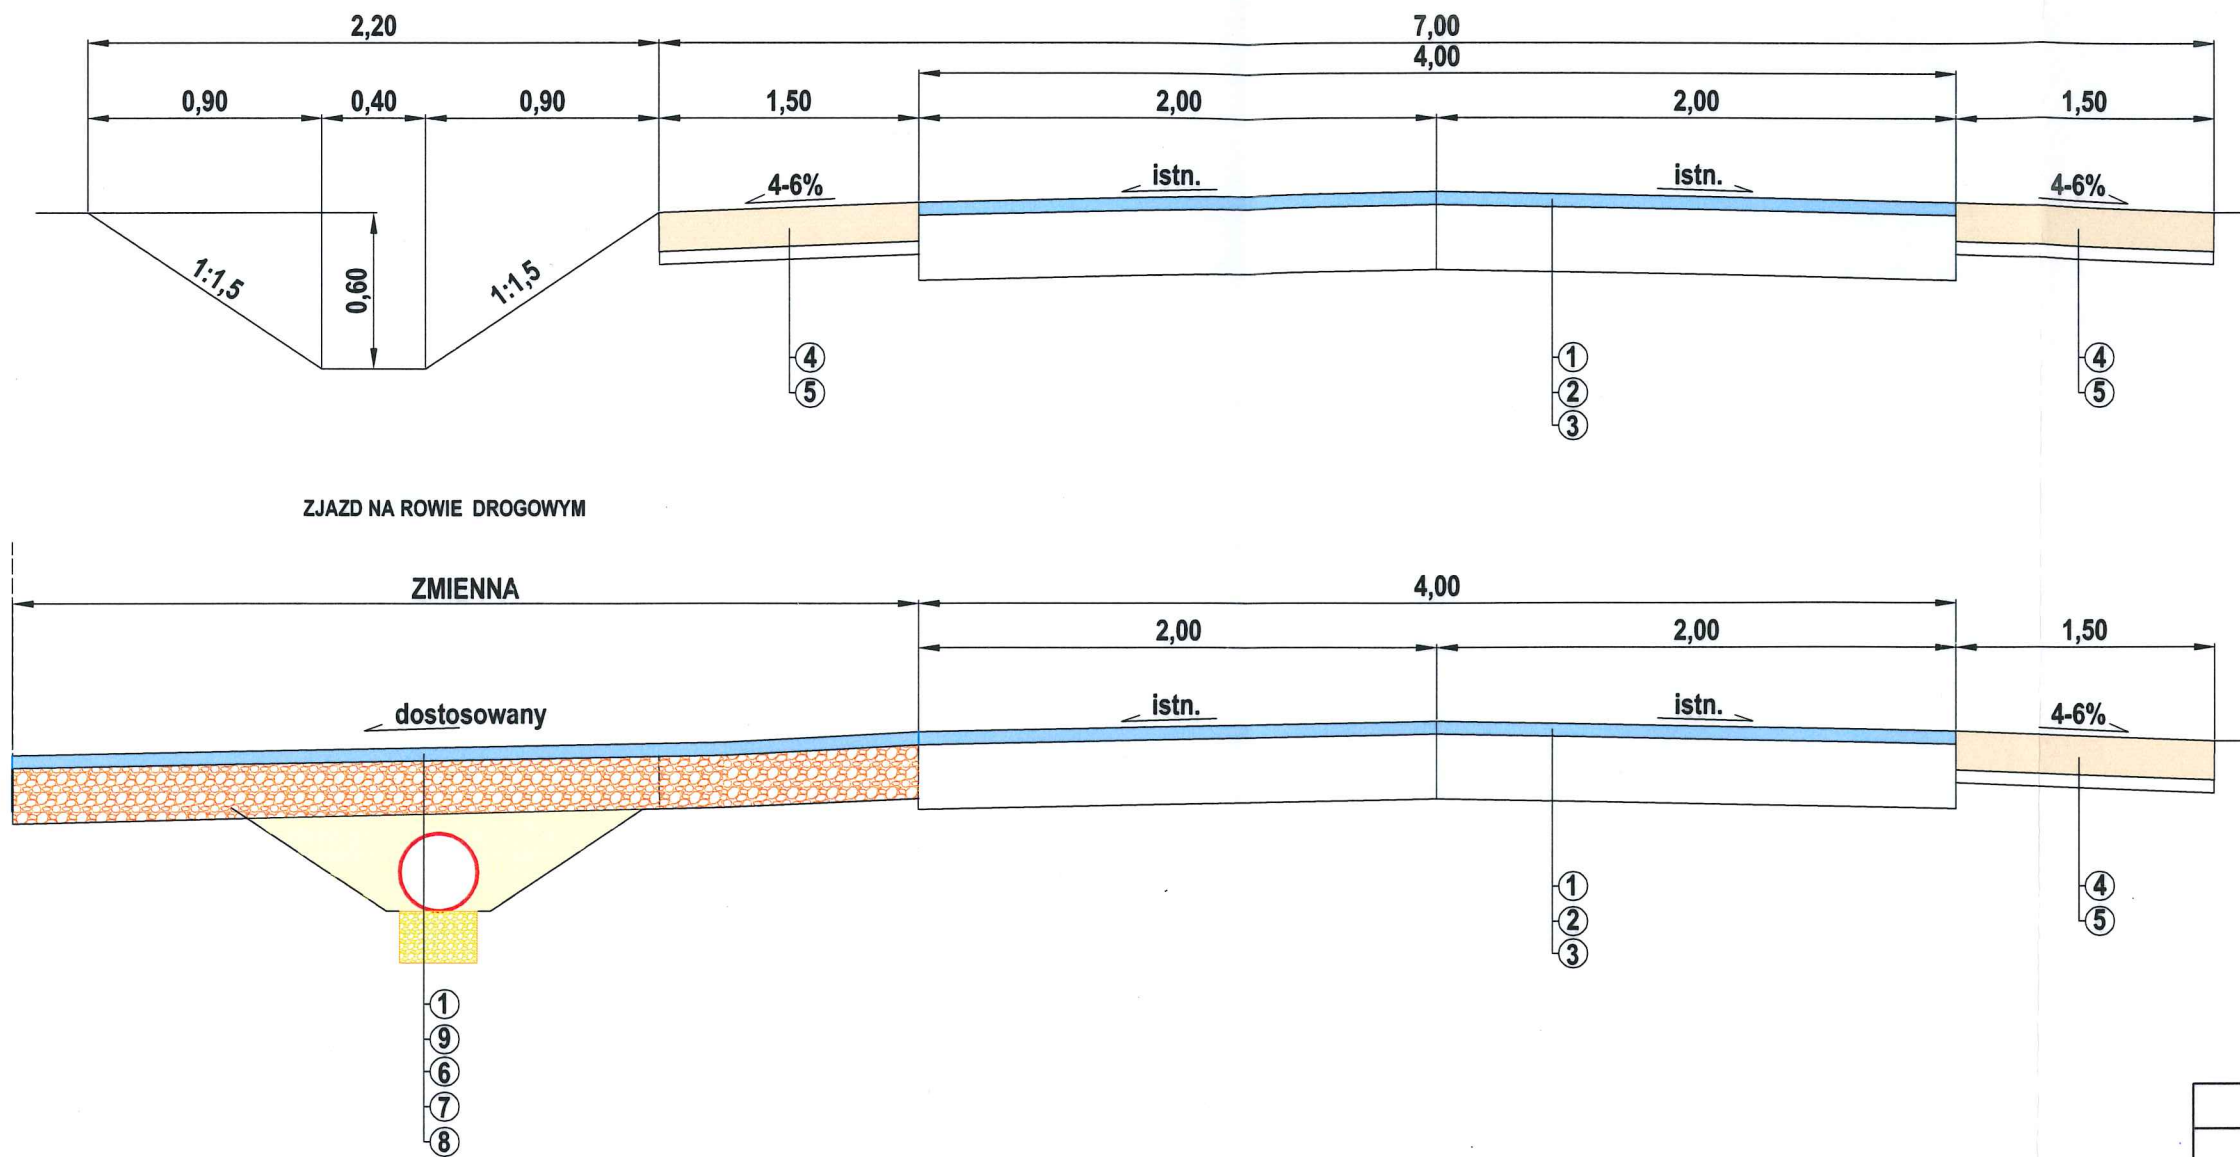 2,20 7,00
4,00
0,90 0,40 0,90 1,50 2,00 2,00 1,50
4-6% istn. istn. 4-6%
1:1,5 0,60 1:1,5
4 1 4
5 2 5
3
ZJAZD NA ROWIE DROGOWYM
ZMIENNA 4,00
2,00 2,00 1,50
dostosowany istn. istn. 4-6%
1 4
2 5
3
1
9
6
7
8